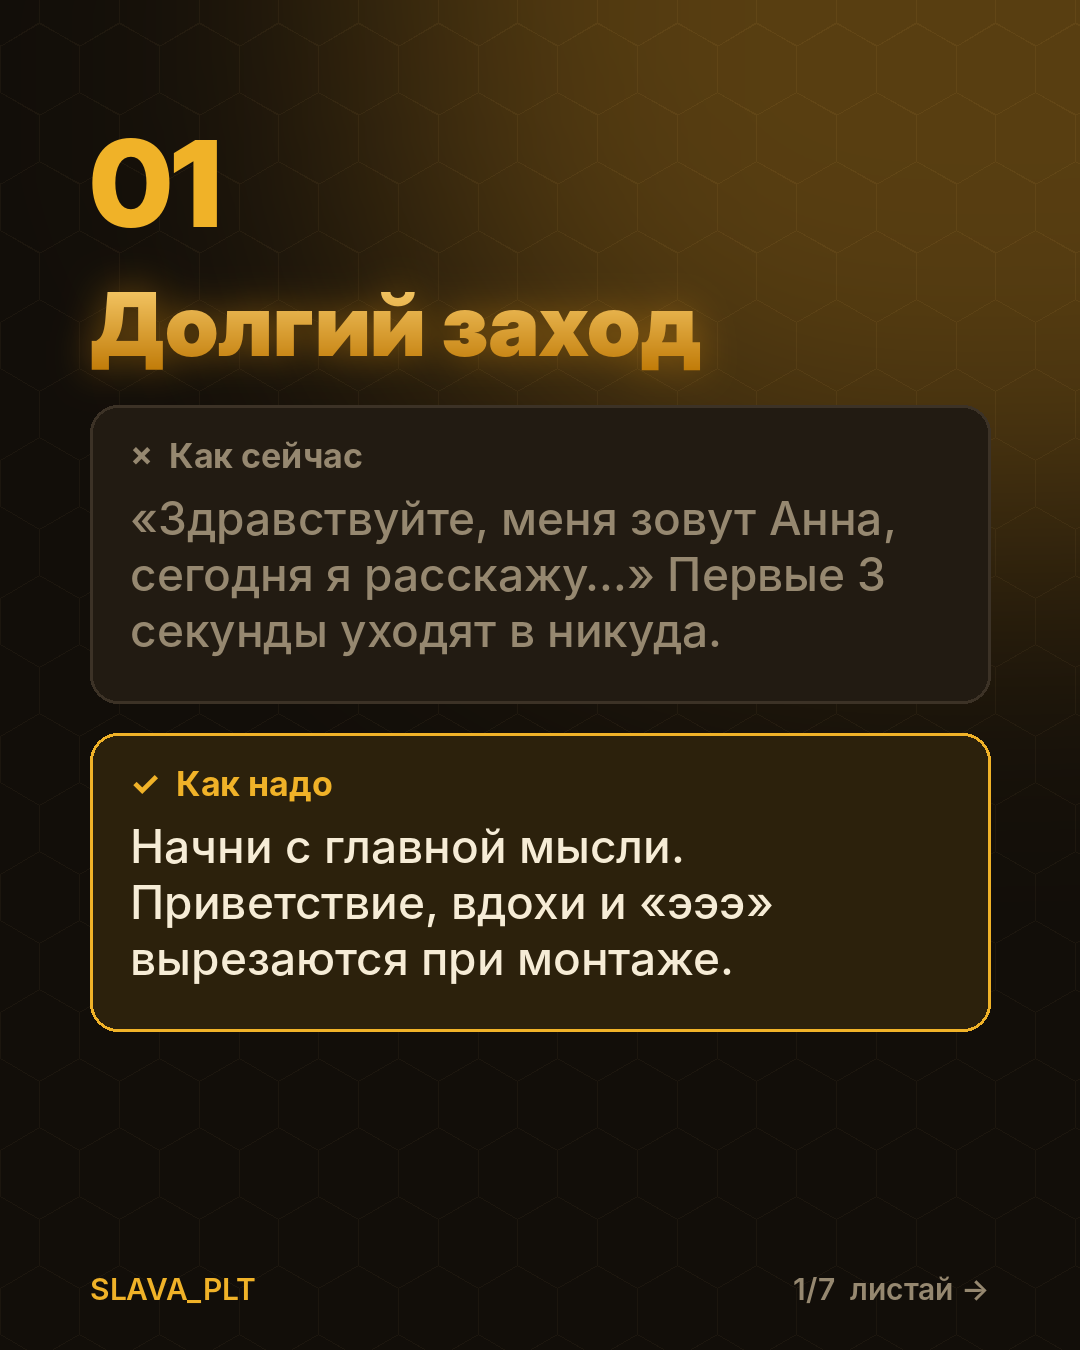 01
Долгий заход
× Как сейчас
«Здравствуйте, меня зовут Анна,
сегодня я расскажу...» Первые 3
секунды уходят в никуда.
✓ Как надо
Начни с главной мысли.
Приветствие, вдохи и «эээ»
вырезаются при монтаже.
SLAVA_PLT
1/7 листай →